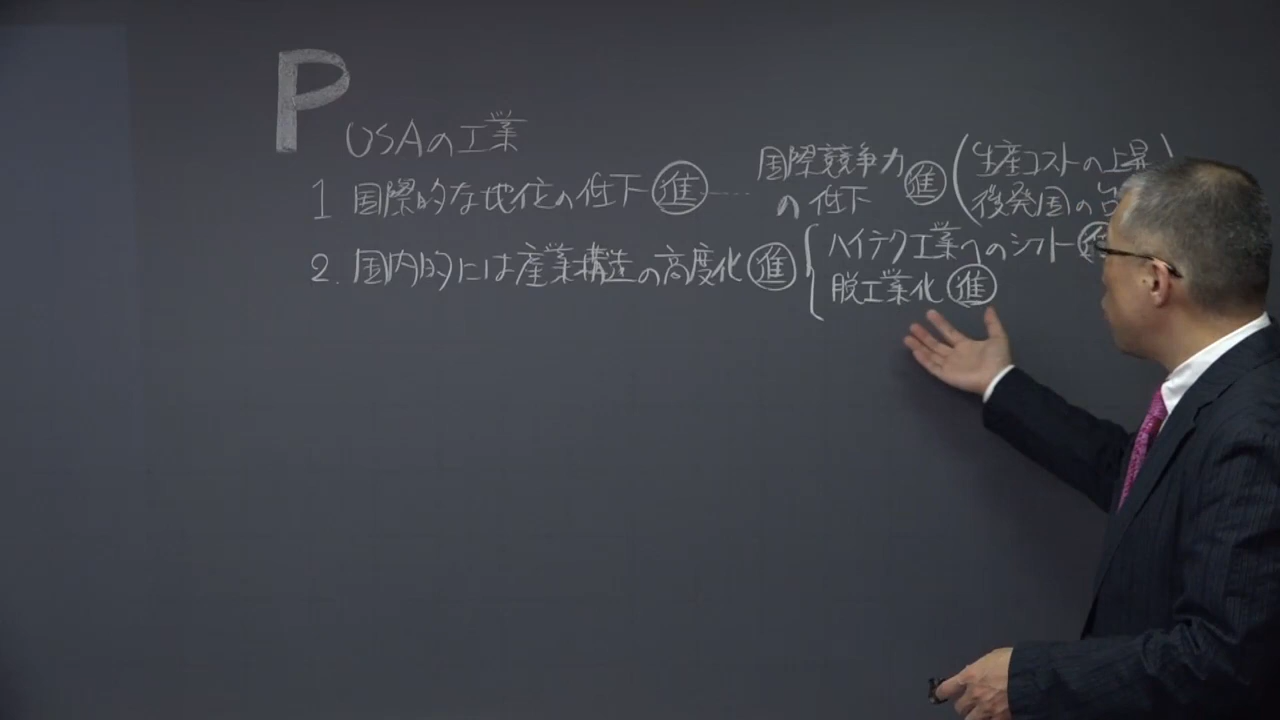 P
USAの工業
1 国際的な地位の低下 進 …… 国際競争力の低下 進 (生産コストの上昇)
後発国の台
2. 国内的には産業構造の高度化 進 { ハイテク工業へのシフト
脱工業化 進